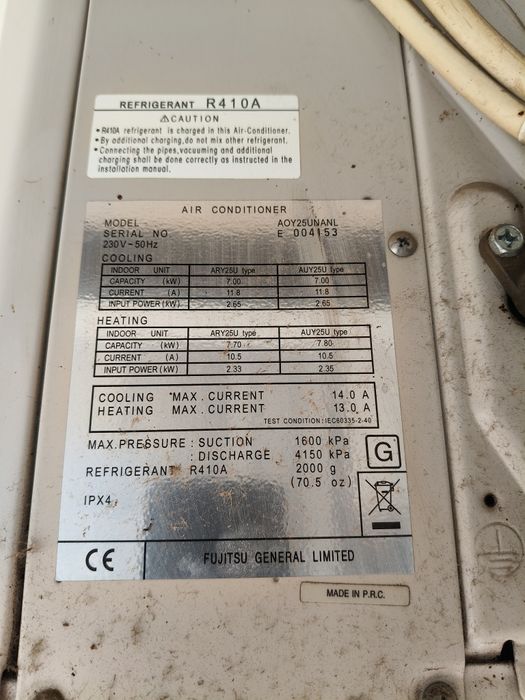 REFRIGERANT R410A
⚠CAUTION
• R410A refrigerant is charged in this Air-Conditioner.
• By additional charging, do not mix other refrigerant.
• Connecting the pipes, vacuuming and additional
charging shall be done correctly as instructed in the
installation manual.
AIR CONDITIONER
MODEL AOY25UNANL
SERIAL NO. E 004153
230V~50Hz
COOLING
INDOOR UNIT ARY25U type AUY25U type
CAPACITY (kW) 7.00 7.00
CURRENT (A) 11.8 11.8
INPUT POWER (kW) 2.65 2.65
HEATING
INDOOR UNIT ARY25U type AUY25U type
CAPACITY (kW) 7.70 7.80
CURRENT (A) 10.5 10.5
INPUT POWER (kW) 2.33 2.35
COOLING MAX. CURRENT 14.0 A
HEATING MAX. CURRENT 13.0 A
TEST CONDITION:IEC60335-2-40
MAX. PRESSURE : SUCTION 1600 kPa
: DISCHARGE 4150 kPa
REFRIGERANT R410A 2000 g
(70.5 oz)
G
IPX4
CE FUJITSU GENERAL LIMITED
MADE IN P.R.C.